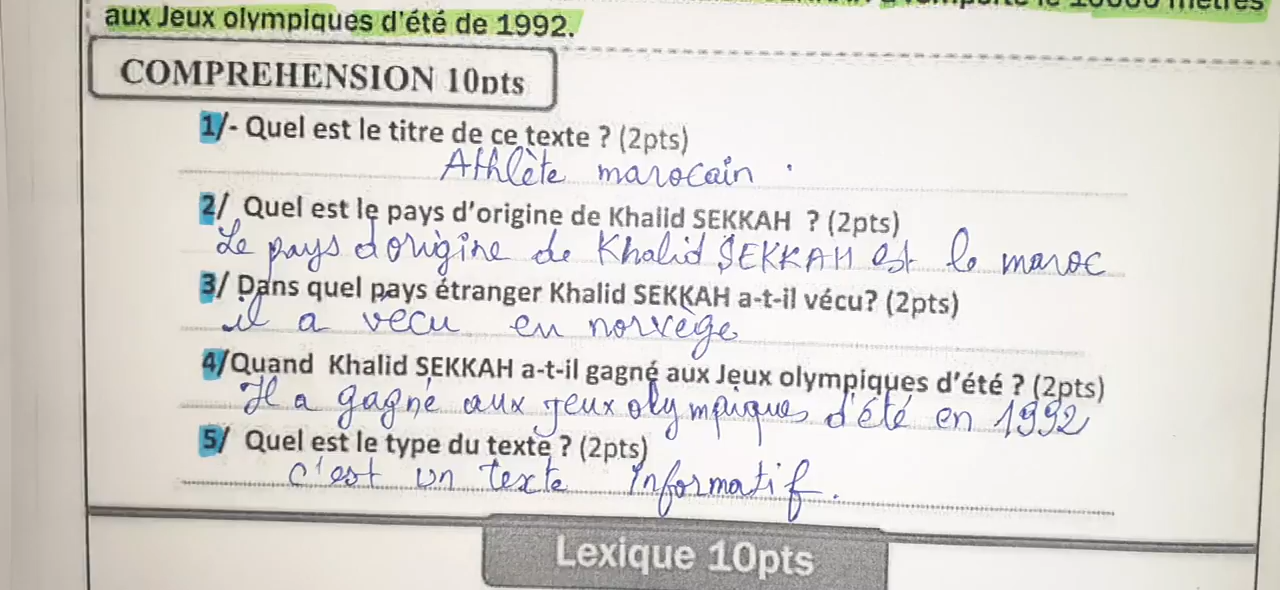 aux Jeux olympiques d'été de 1992.
COMPREHENSION 10pts
1/- Quel est le titre de ce texte ? (2pts)
Athlète marocain .
2/ Quel est le pays d'origine de Khalid SEKKAH ? (2pts)
Le pays d'origine de Khalid SEKKAH est le maroc
3/ Dans quel pays étranger Khalid SEKKAH a-t-il vécu? (2pts)
il a vécu en norvège
4/Quand Khalid SEKKAH a-t-il gagné aux Jeux olympiques d'été ? (2pts)
Il a gagné aux jeux olympiques d'été en 1992
5/ Quel est le type du texte ? (2pts)
c'est un texte informatif.
Lexique 10pts